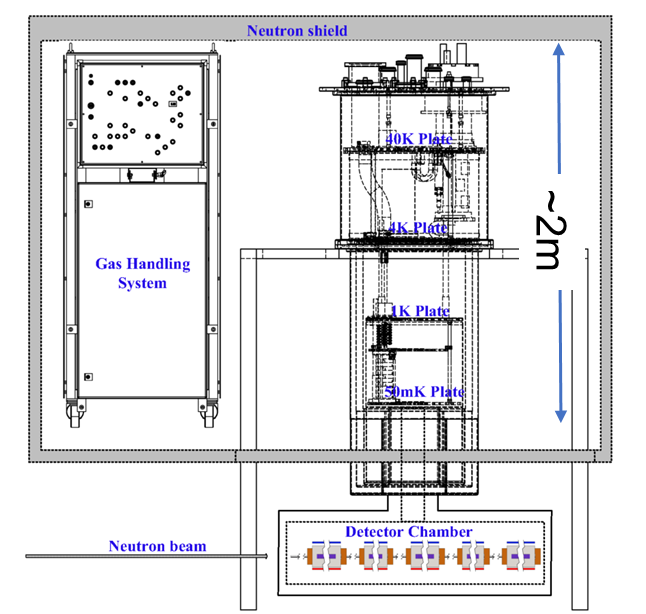 Neutron shield
40K Plate
4K Plate
~2m
Gas Handling
System
1K Plate
50mK Plate
Detector Chamber
Neutron beam